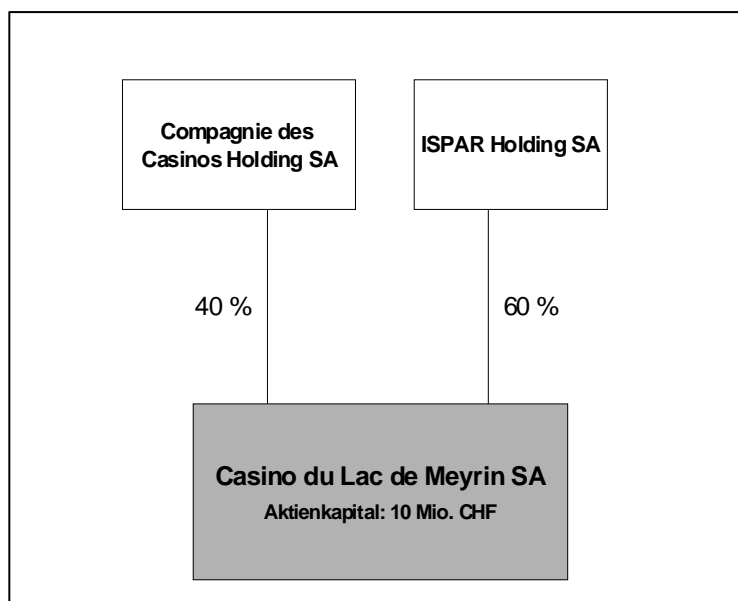 Compagnie des
Casinos Holding SA
ISPAR Holding SA
40 %
60 %
Casino du Lac de Meyrin SA
Aktienkapital: 10 Mio. CHF